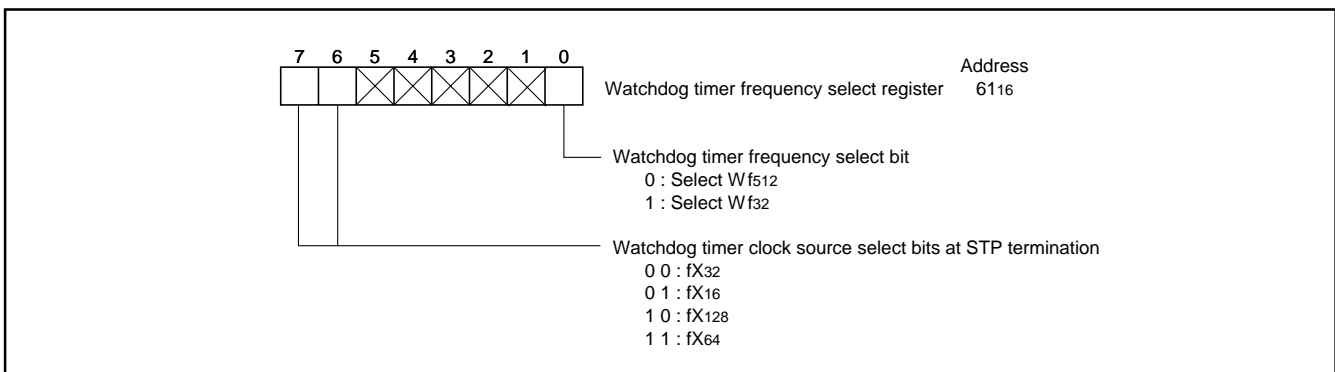 7 6 5 4 3 2 1 0
Address
Watchdog timer frequency select register 6116
Watchdog timer frequency select bit
0 : Select Wf512
1 : Select Wf32
Watchdog timer clock source select bits at STP termination
0 0 : fX32
0 1 : fX16
1 0 : fX128
1 1 : fX64